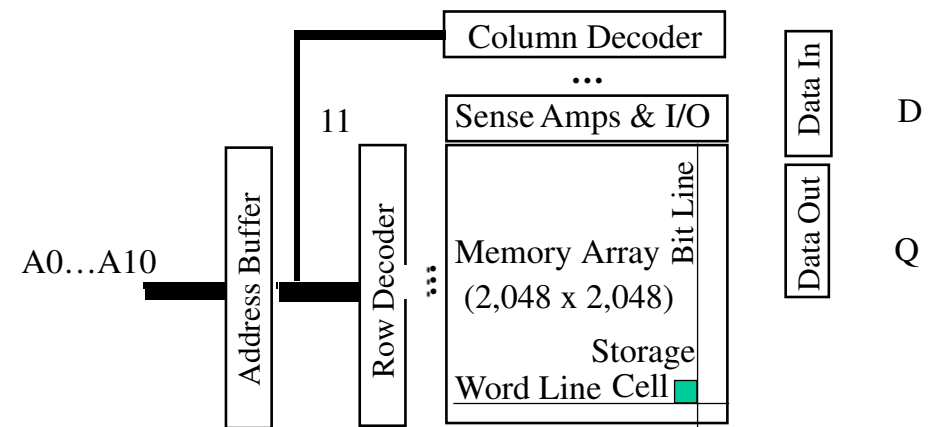 Column Decoder
...
Sense Amps & I/O
11
Data In
D
Address Buffer
Row Decoder
...
Bit Line
Memory Array
(2,048 x 2,048)
Data Out
Q
A0…A10
Storage
Word Line Cell